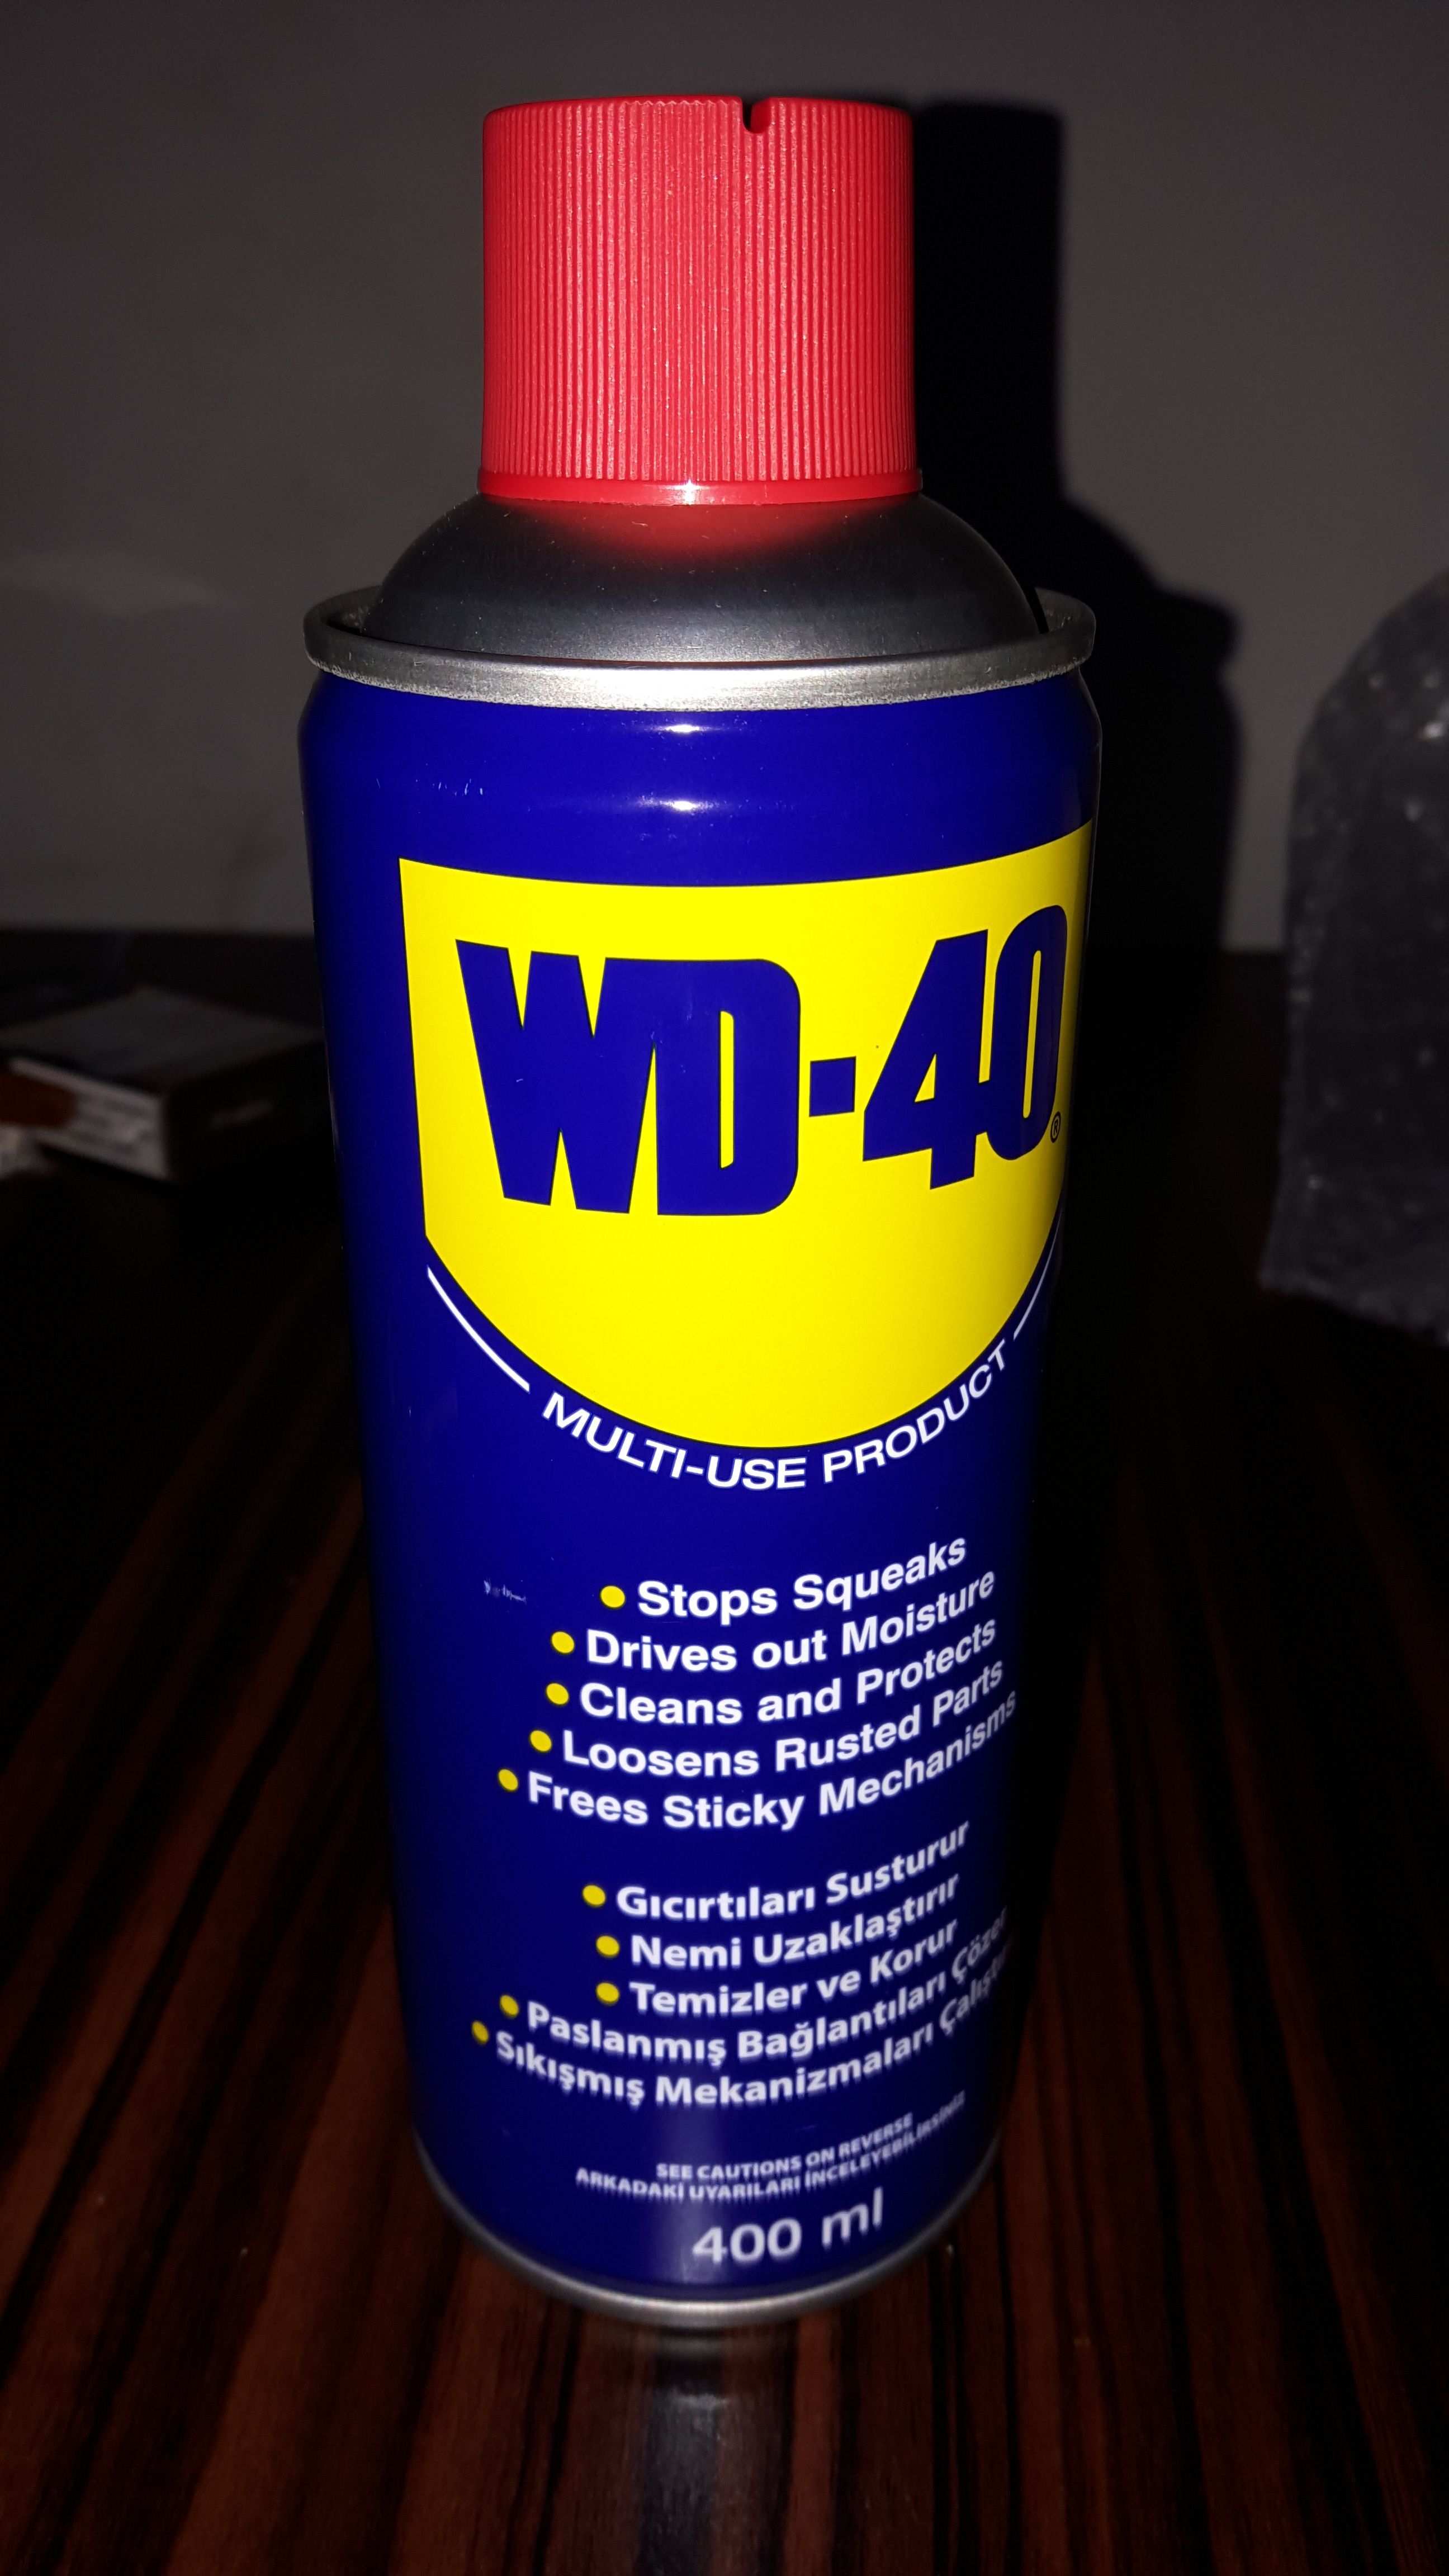 WD-40®
MULTI-USE PRODUCT
• Stops Squeaks
• Drives out Moisture
• Cleans and Protects
• Loosens Rusted Parts
• Frees Sticky Mechanisms
• Gıcırtıları Susturur
• Nemi Uzaklaştırır
• Temizler ve Korur
• Paslanmış Bağlantıları Çözer
• Sıkışmış Mekanizmaları
SEE CAUTIONS ON REVERSE
ARKADAKİ UYARILARI İNCELEYEBİLİRSİNİZ
400 ml